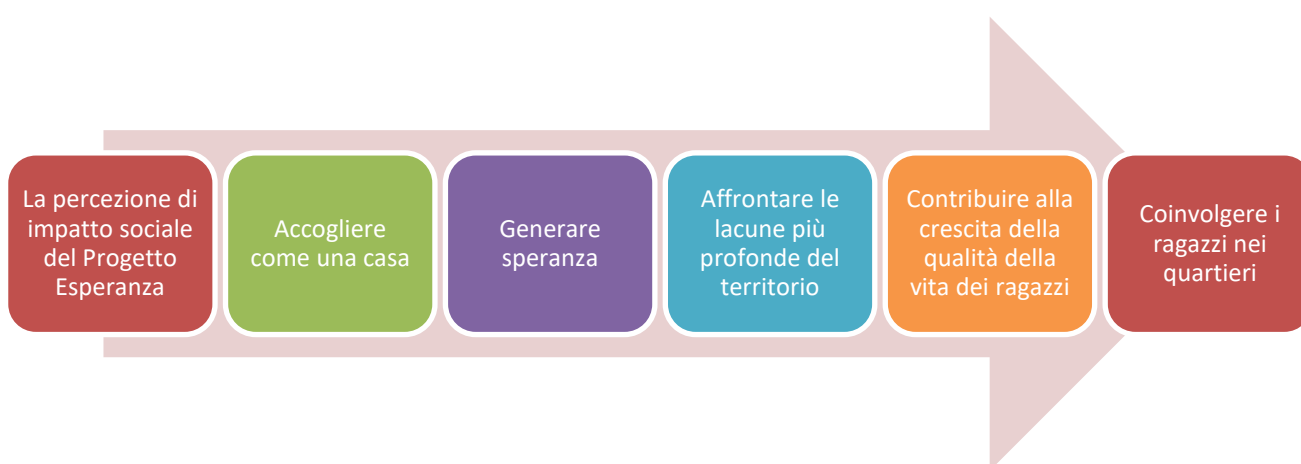 La percezione di
impatto sociale
del Progetto
Esperanza
Accogliere
come una casa
Generare
speranza
Affrontare le
lacune più
profonde del
territorio
Contribuire alla
crescita della
qualità della
vita dei ragazzi
Coinvolgere i
ragazzi nei
quartieri